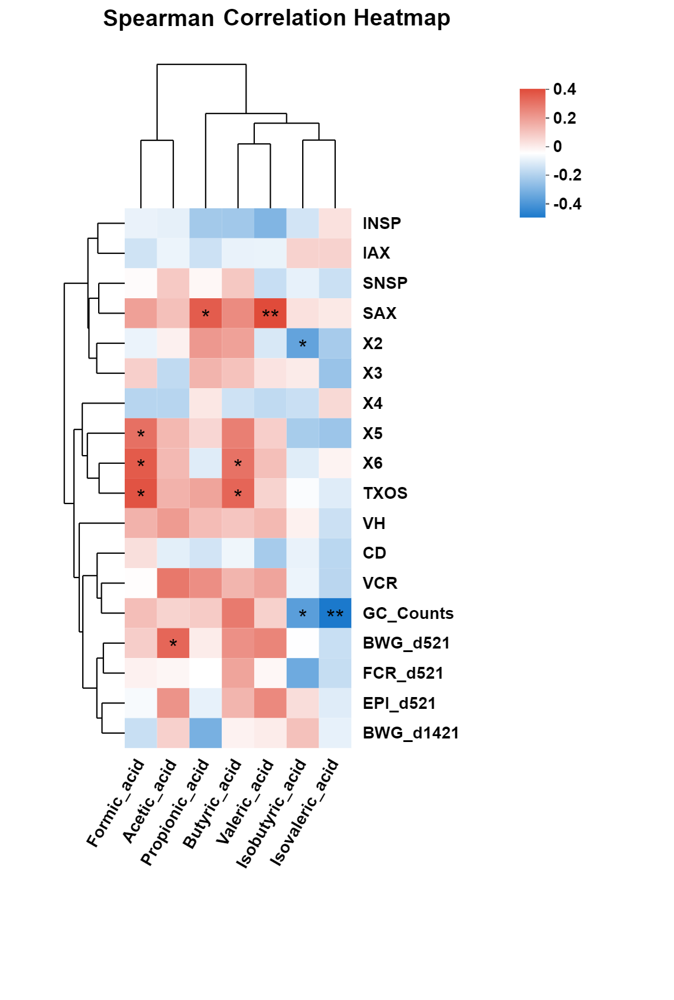 Spearman Correlation Heatmap
0.4
0.2
0
-0.2
-0.4
INSP
IAX
SNSP
SAX
* **
X2
*
X3
X4
X5
*
X6
* *
TXOS
* *
VH
CD
VCR
GC_Counts
* **
BWG_d521
*
FCR_d521
EPI_d521
BWG_d1421
Formic_acid
Acetic_acid
Propionic_acid
Butyric_acid
Valeric_acid
Isobutyric_acid
Isovaleric_acid